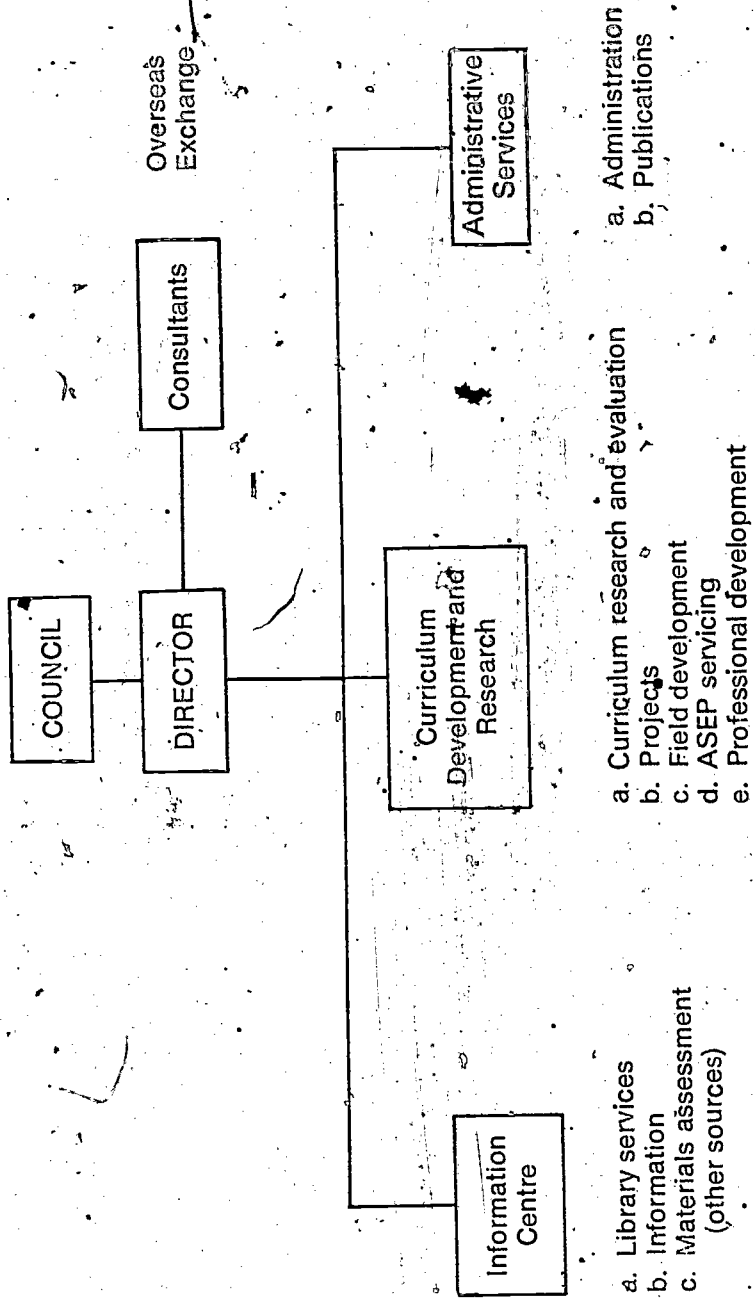 COUNCIL
DIRECTOR
Consultants
Overseas
Exchange
Information
Centre
Curriculum
Development and
Research
Administrative
Services
a. Library services
b. Information
c. Materials assessment
(other sources)
a. Curriculum research and evaluation
b. Projects
c. Field development
d. ASEP servicing
e. Professional development
a. Administration
b. Publications